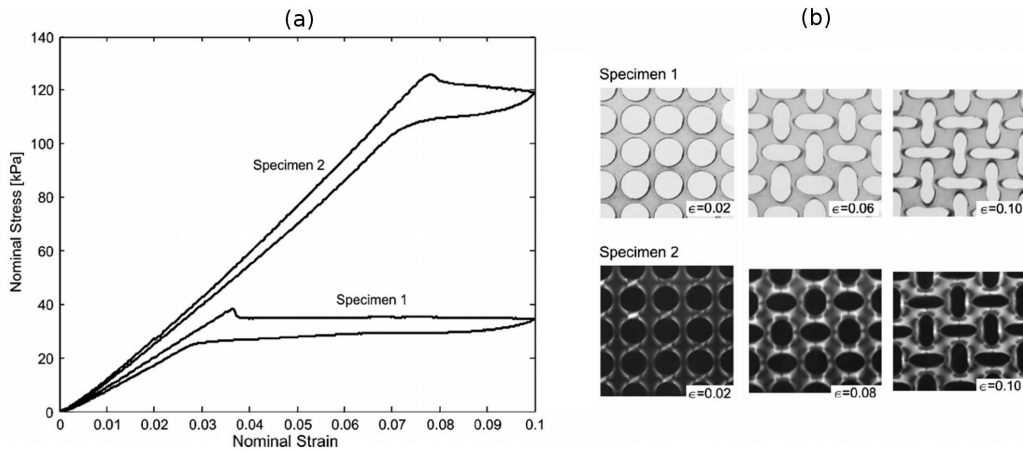 (a)
140
120
100
80
60
40
20
0
Nominal Stress [kPa]
Specimen 2
Specimen 1
0 0.01 0.02 0.03 0.04 0.05 0.06 0.07 0.08 0.09 0.1
Nominal Strain
(b)
Specimen 1
ϵ=0.02 ϵ=0.06 ϵ=0.10
Specimen 2
ϵ=0.02 ϵ=0.08 ϵ=0.10